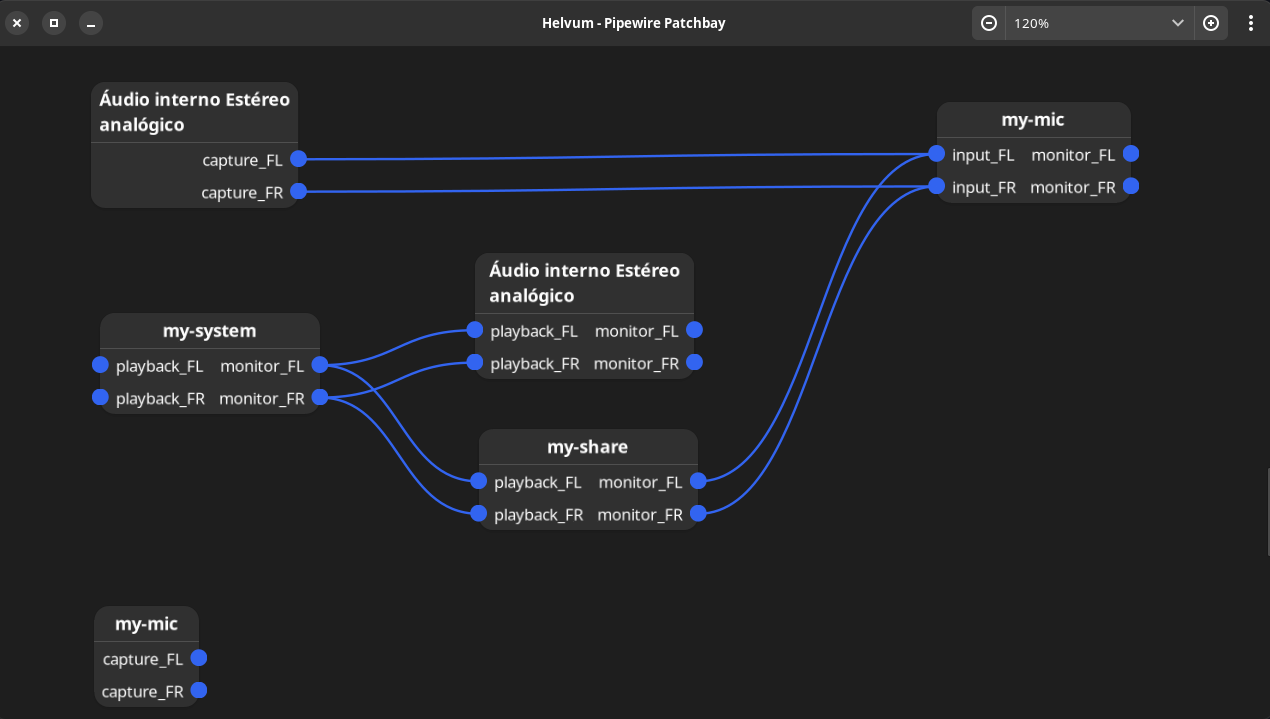 Helvum - Pipewire Patchbay
120%
Áudio interno Estéreo
analógico
capture_FL
capture_FR
my-mic
input_FL monitor_FL
input_FR monitor_FR
Áudio interno Estéreo
analógico
playback_FL monitor_FL
playback_FR monitor_FR
my-system
playback_FL monitor_FL
playback_FR monitor_FR
my-share
playback_FL monitor_FL
playback_FR monitor_FR
my-mic
capture_FL
capture_FR